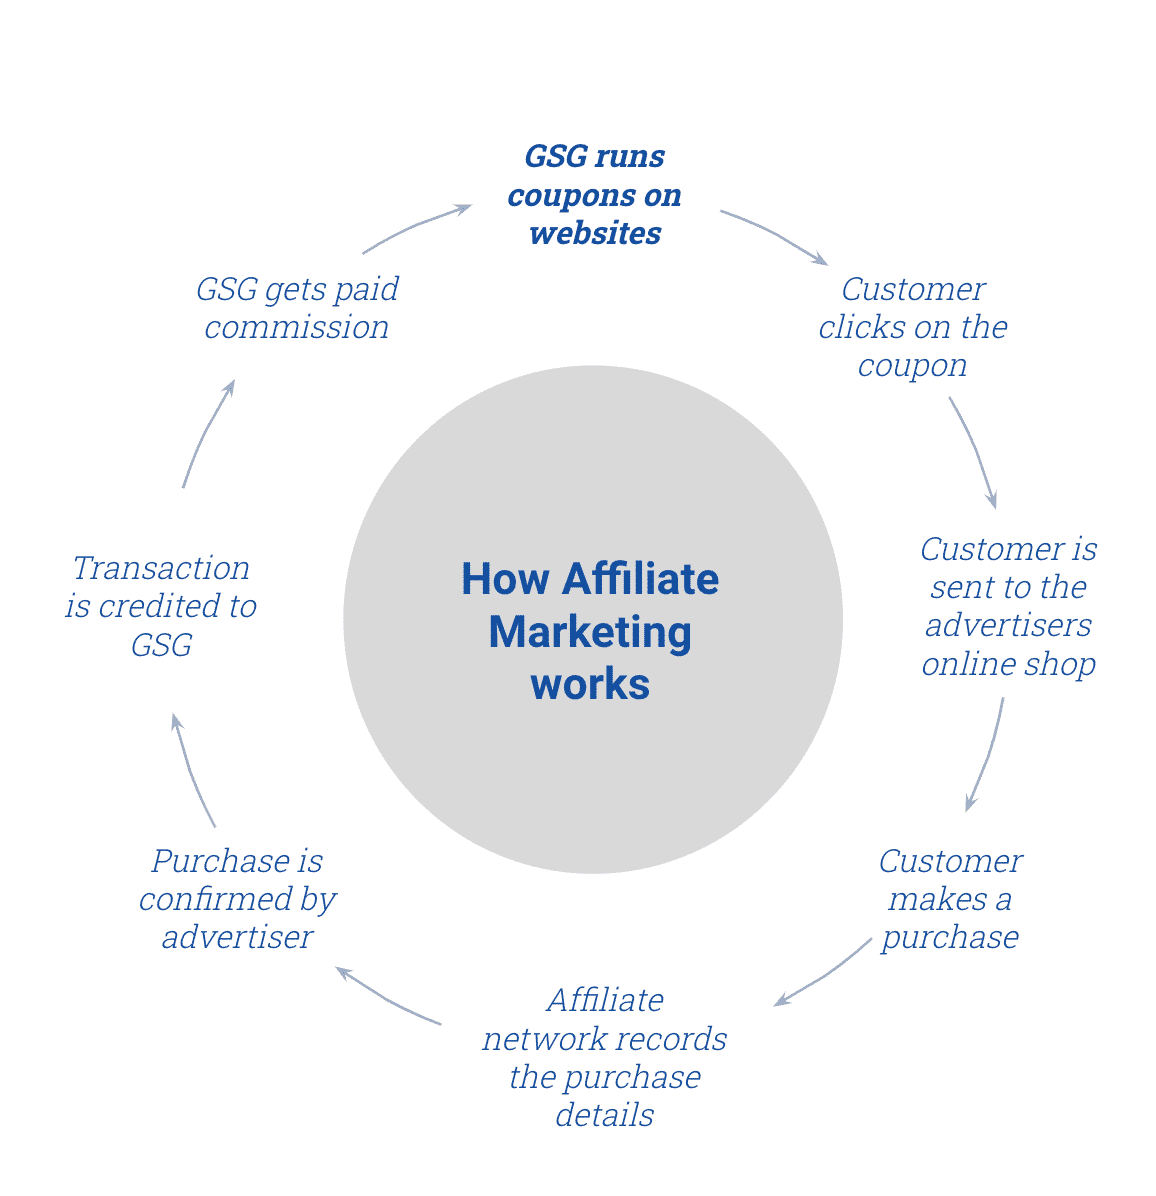 GSG runs
coupons on
websites
Customer
clicks on the
coupon
Customer is
sent to the
advertisers
online shop
Customer
makes a
purchase
Affiliate
network records
the purchase
details
Purchase is
confirmed by
advertiser
Transaction
is credited to
GSG
GSG gets paid
commission
How Affiliate
Marketing
works